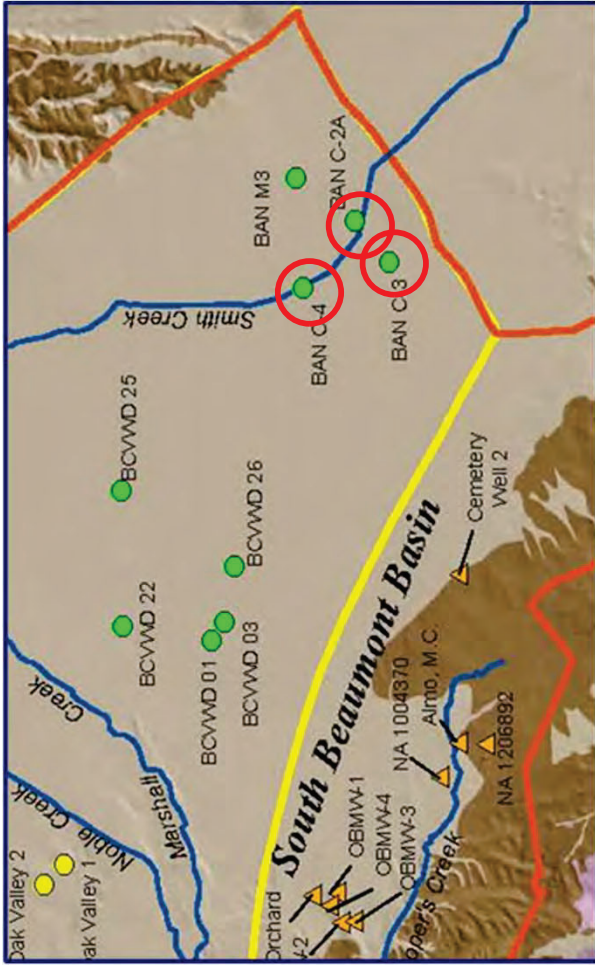 Oak Valley 2
Oak Valley 1
Noble Creek
Creek
Marshall
BCVWD 22
BCVWD 25
BCVWD 01
BCVWD 03
BCVWD 26
Smith Creek
BAN M3
BAN C-2A
BAN C-4
BAN C-3
South Beaumont Basin
Orchard
V-2
OBMW-1
OBMW-4
OBMW-3
oper's Creek
NA 1004370
Almo, M.C.
NA 1206892
Cemetery
Well 2